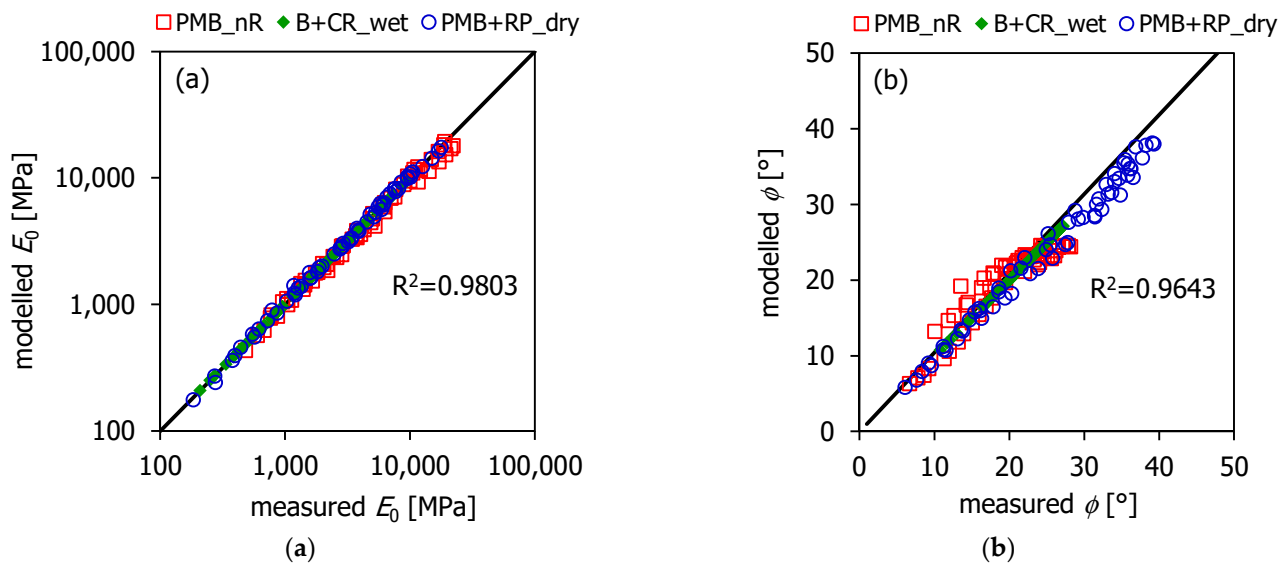 PMB_nR B+CR_wet PMB+RP_dry
100,000
10,000
1,000
100
100 1,000 10,000 100,000
modelled E0 [MPa]
measured E0 [MPa]
(a)
R2=0.9803
(a)
PMB_nR B+CR_wet PMB+RP_dry
50
40
30
20
10
0
0 10 20 30 40 50
modelled ϕ [°]
measured ϕ [°]
(b)
R2=0.9643
(b)